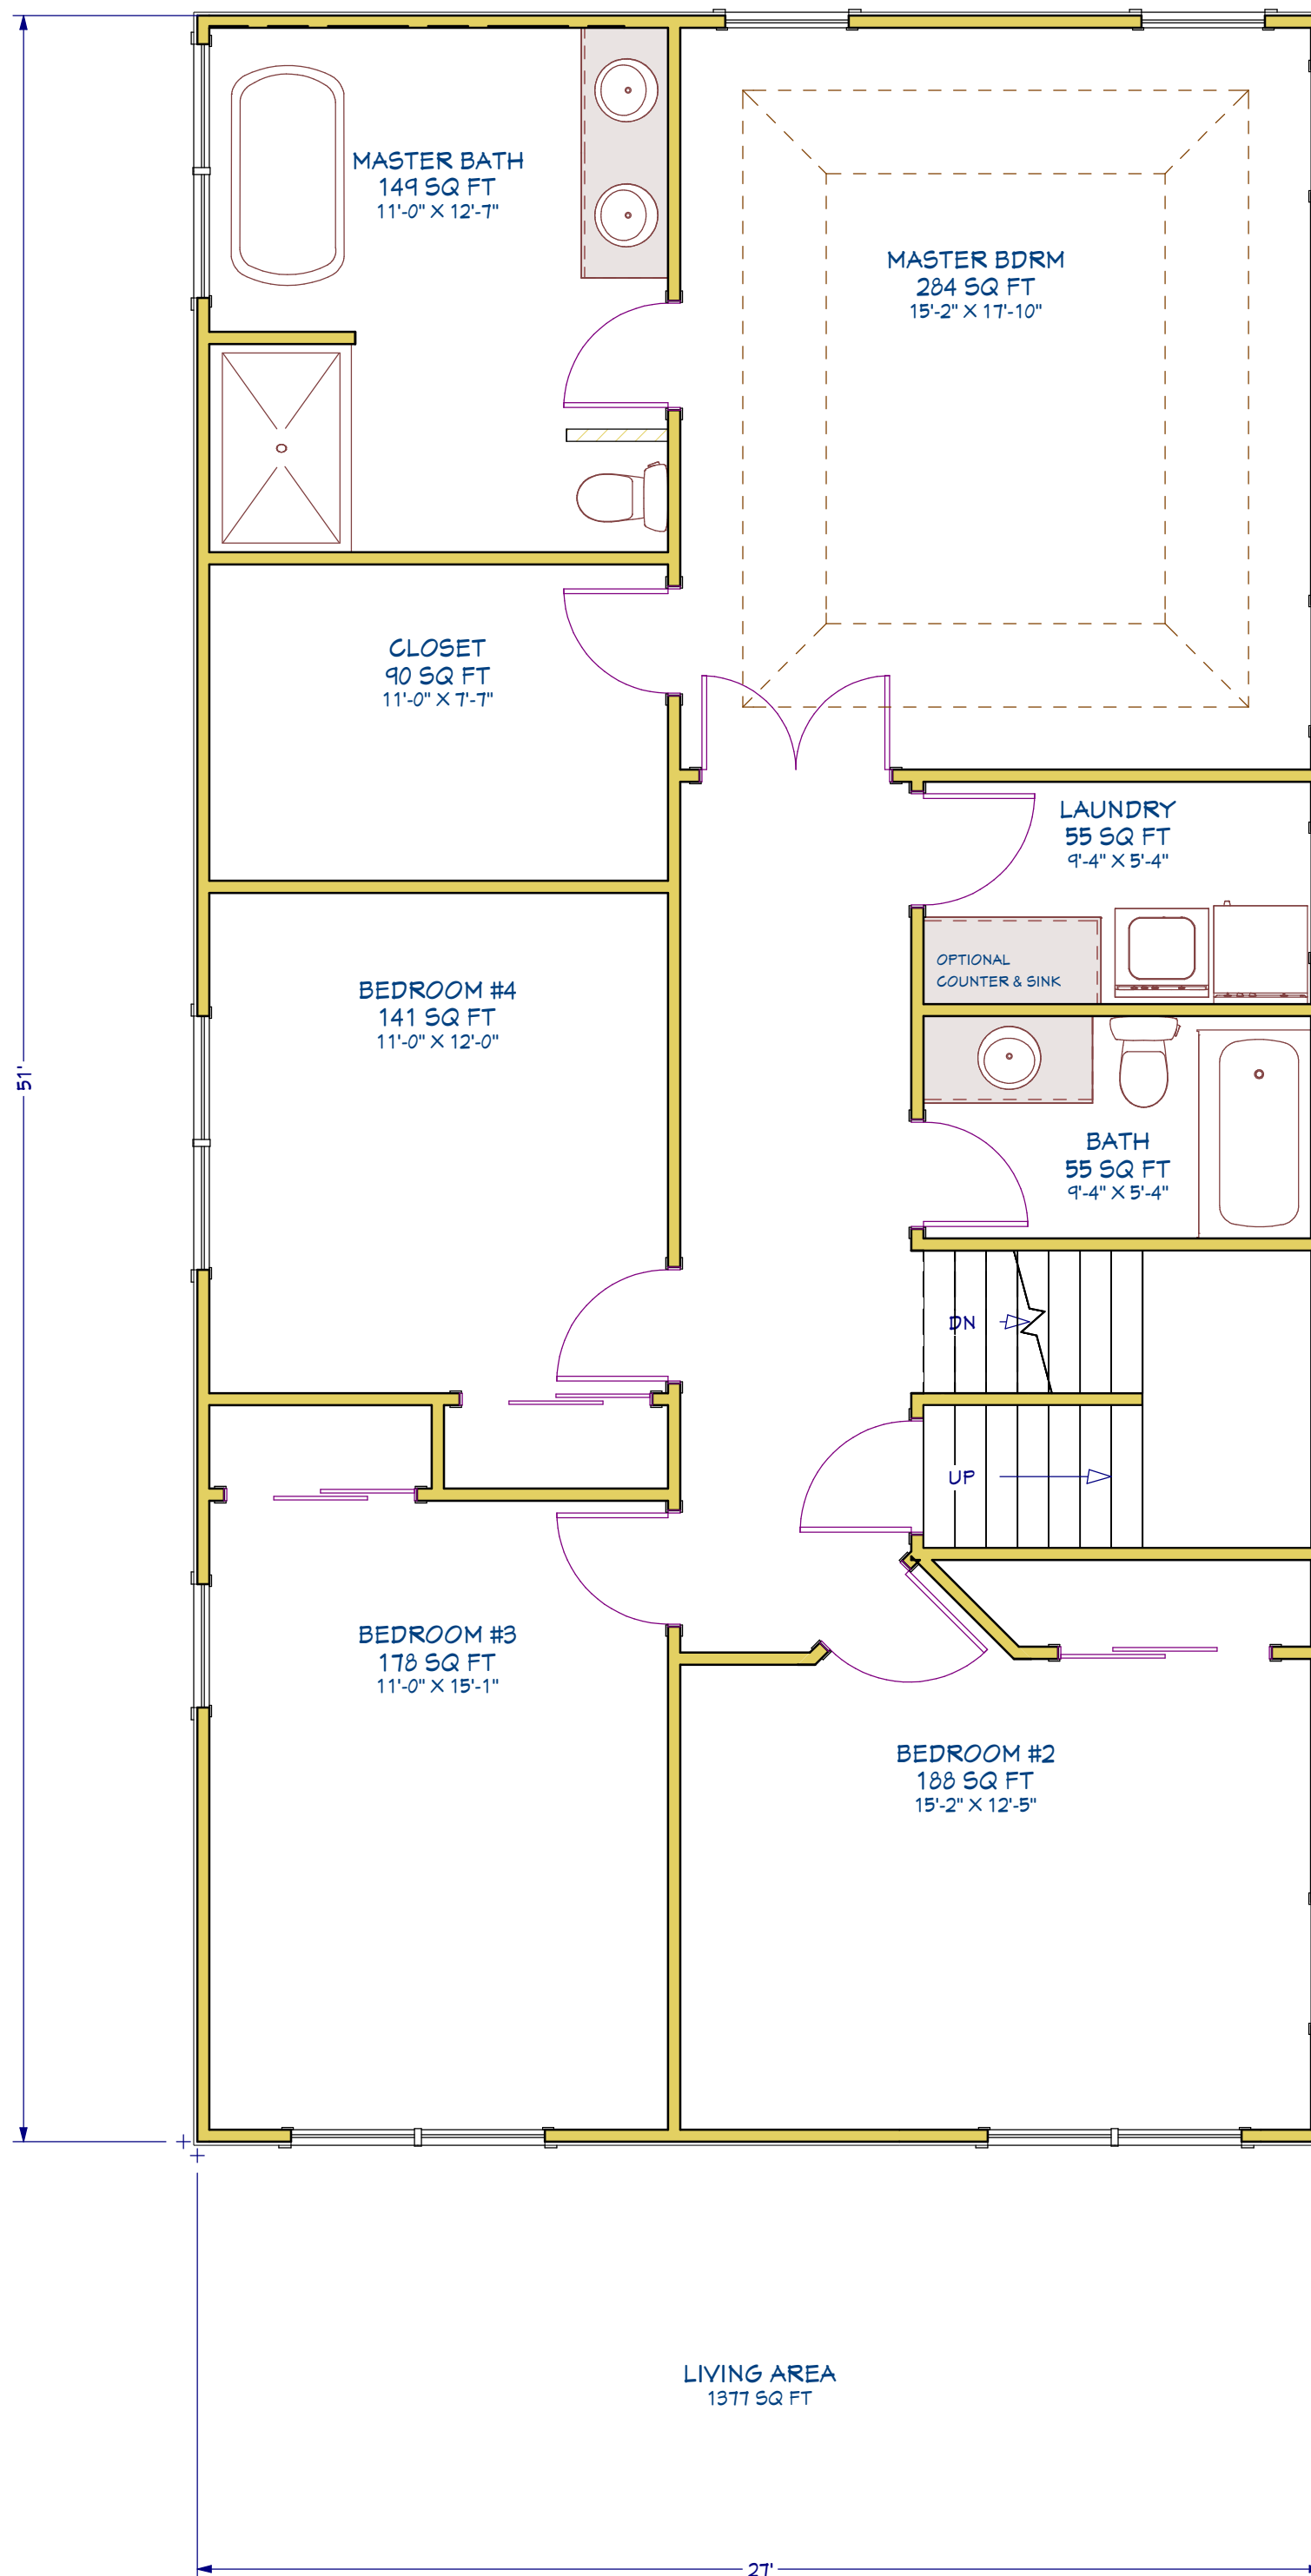 MASTER BATH
149 SQ FT
11'-0" X 12'-7"
MASTER BDRM
284 SQ FT
15'-2" X 17'-10"
CLOSET
90 SQ FT
11'-0" X 7'-7"
LAUNDRY
55 SQ FT
9'-4" X 5'-4"
OPTIONAL
COUNTER & SINK
BEDROOM #4
141 SQ FT
11'-0" X 12'-0"
51'
BATH
55 SQ FT
9'-4" X 5'-4"
DN
UP
BEDROOM #3
178 SQ FT
11'-0" X 15'-1"
BEDROOM #2
188 SQ FT
15'-2" X 12'-5"
LIVING AREA
1377 SQ FT
27'